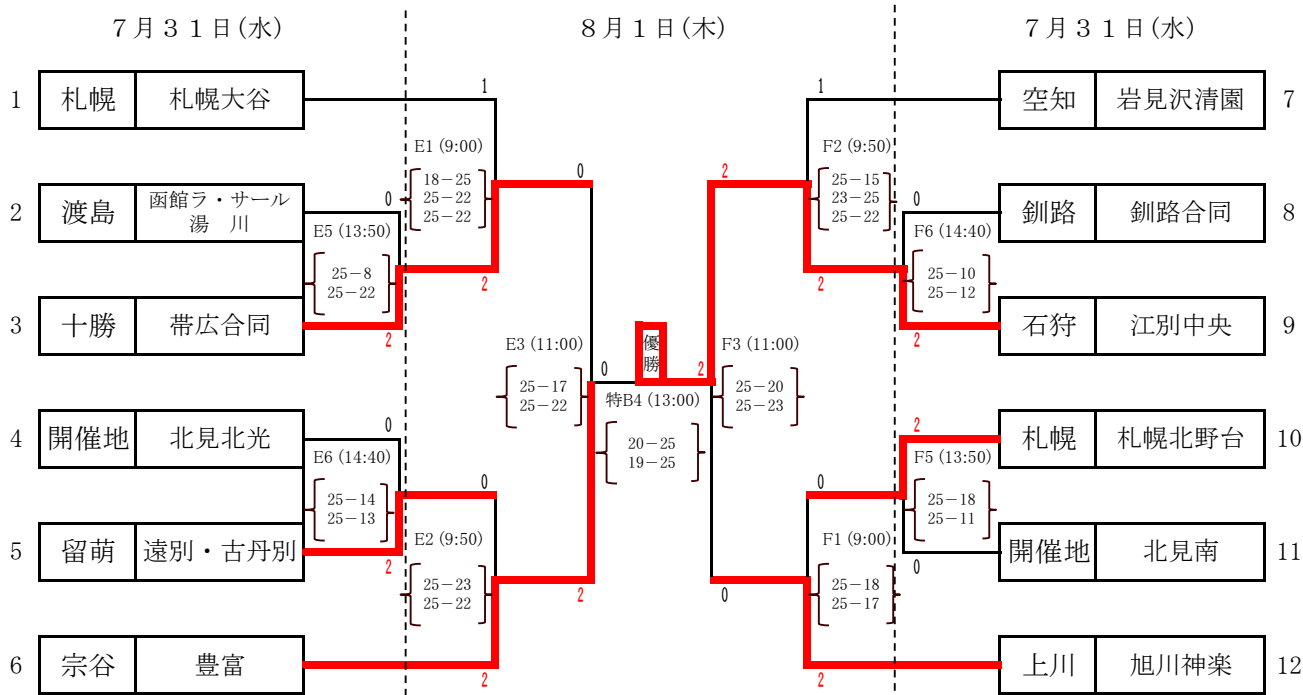 ７月３１日(水)
８月１日(木)
７月３１日(水)
1 札幌 札幌大谷
2 渡島 函館ラ・サール
湯 川
3 十勝 帯広合同
4 開催地 北見北光
5 留萌 遠別・古丹別
6 宗谷 豊富
0
E5 (13:50)
25－8
25－22
2
0
E6 (14:40)
25－14
25－13
2
1
E1 (9:00)
18－25
25－22
25－22
2
0
E2 (9:50)
25－23
25－22
2
0
E3 (11:00)
25－17
25－22
2
0
優
勝
2
特B4 (13:00)
20－25
19－25
2
F3 (11:00)
25－20
25－23
0
1
F2 (9:50)
25－15
23－25
25－22
2
0
F1 (9:00)
25－18
25－17
2
0
F6 (14:40)
25－10
25－12
2
2
F5 (13:50)
25－18
25－11
0
空知 岩見沢清園 7
釧路 釧路合同 8
石狩 江別中央 9
札幌 札幌北野台 10
開催地 北見南 11
上川 旭川神楽 12